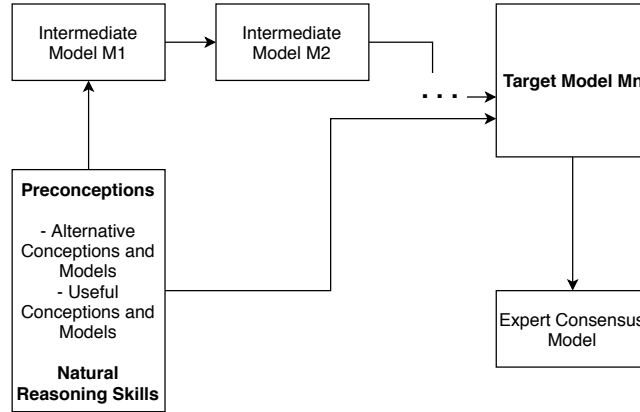 Intermediate
Model M1
Intermediate
Model M2
Target Model Mn
. . .
Preconceptions
- Alternative
Conceptions and
Models
- Useful
Conceptions and
Models
Natural
Reasoning Skills
Expert Consensus
Model